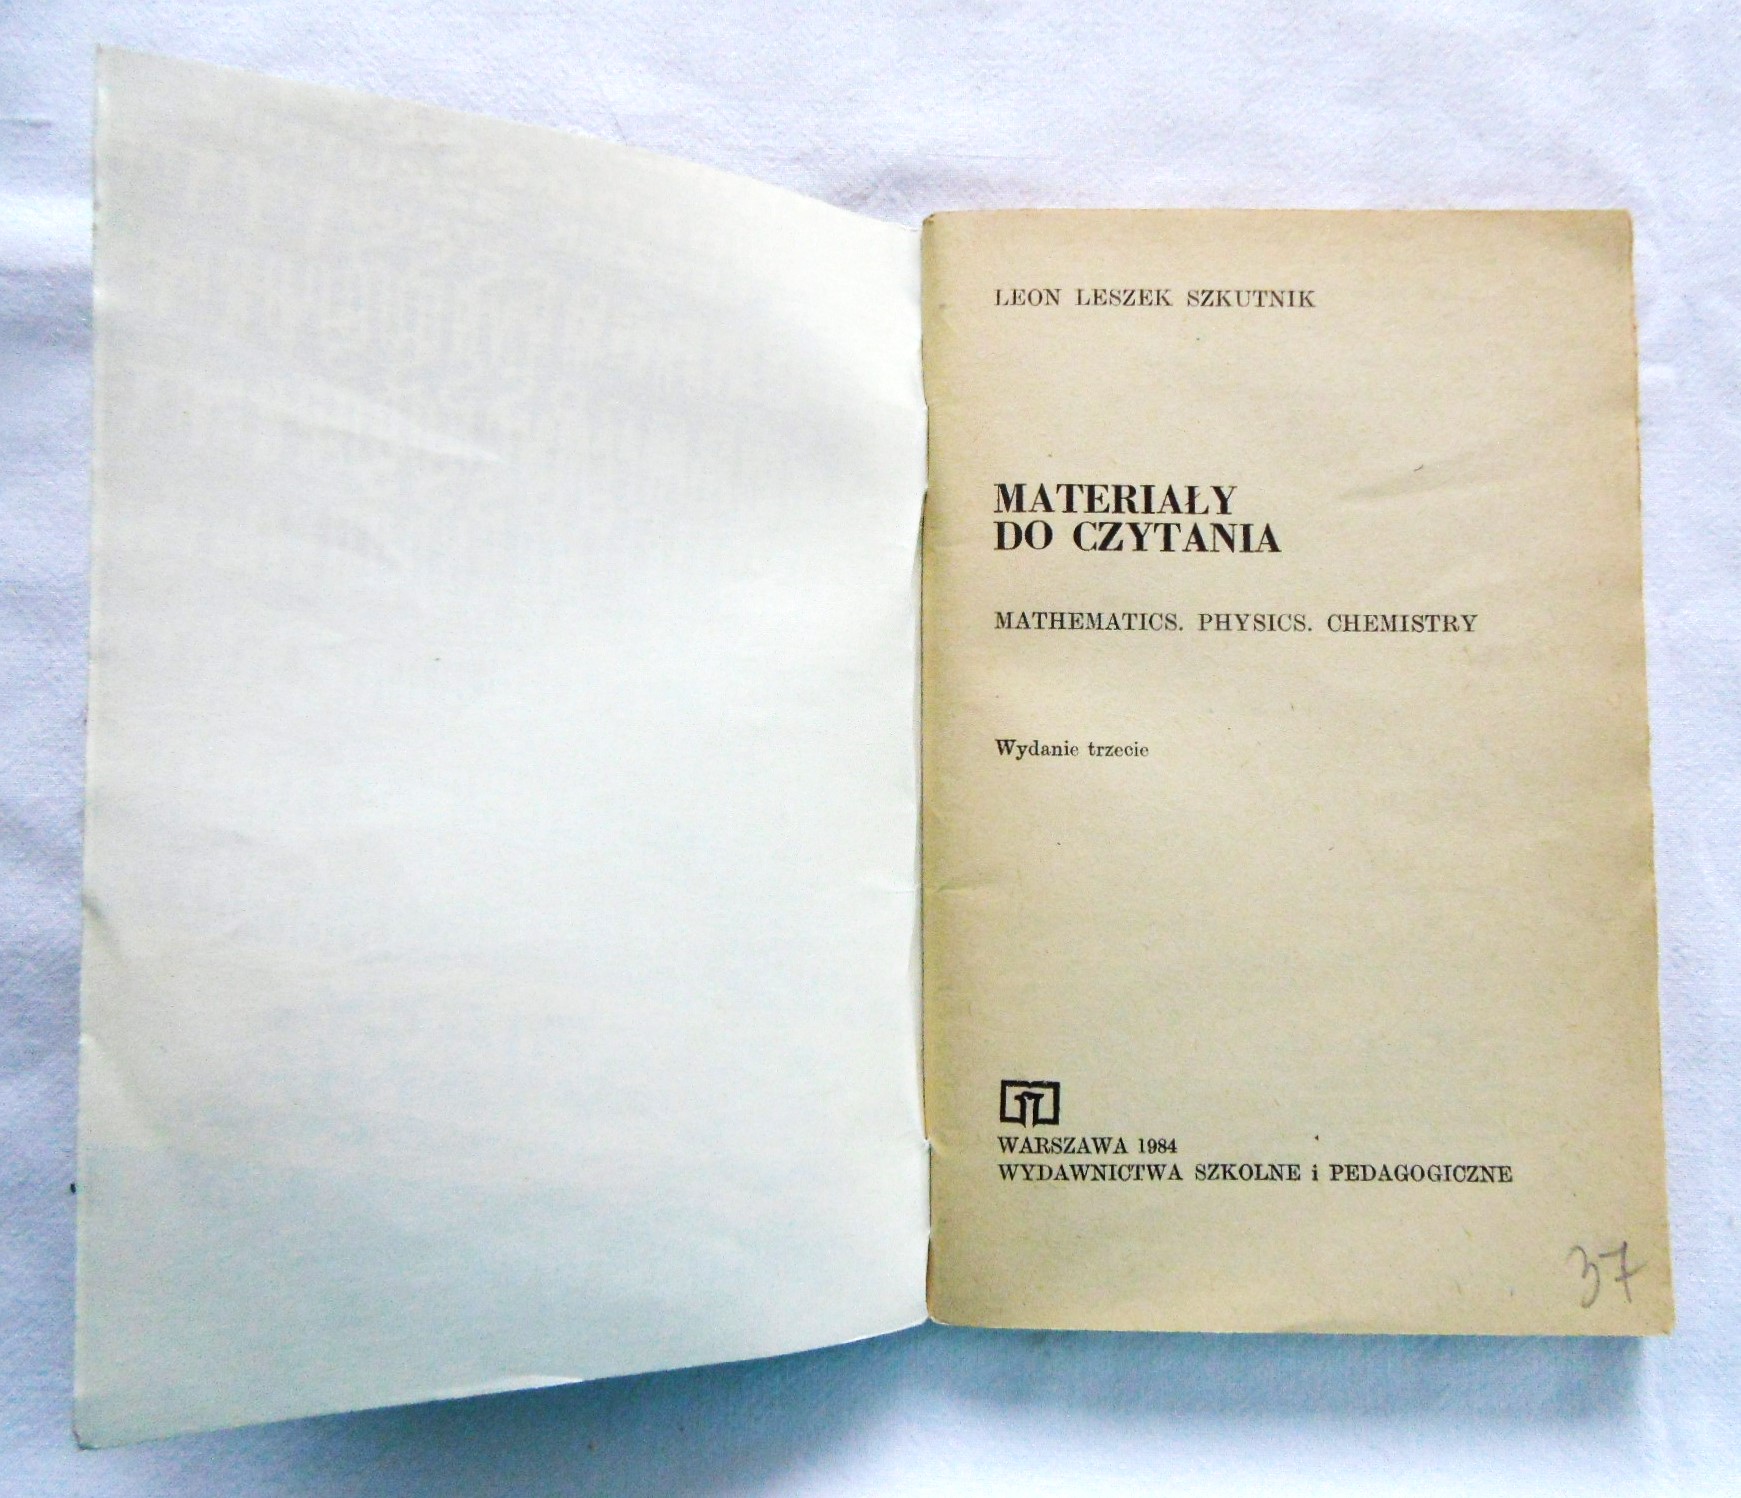 LEON LESZEK SZKUTNIK
MATERIAŁY
DO CZYTANIA
MATHEMATICS. PHYSICS. CHEMISTRY
Wydanie trzecie
WARSZAWA 1984
WYDAWNICTWA SZKOLNE i PEDAGOGICZNE
37